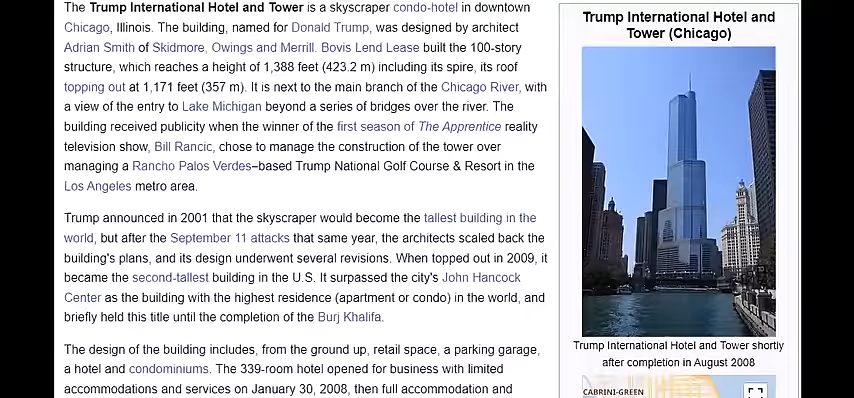 The Trump International Hotel and Tower is a skyscraper condo-hotel in downtown
Chicago, Illinois. The building, named for Donald Trump, was designed by architect
Adrian Smith of Skidmore, Owings and Merrill. Bovis Lend Lease built the 100-story
structure, which reaches a height of 1,388 feet (423.2 m) including its spire, its roof
topping out at 1,171 feet (357 m). It is next to the main branch of the Chicago River, with
a view of the entry to Lake Michigan beyond a series of bridges over the river. The
building received publicity when the winner of the first season of The Apprentice reality
television show, Bill Rancic, chose to manage the construction of the tower over
managing a Rancho Palos Verdes–based Trump National Golf Course & Resort in the
Los Angeles metro area.
Trump announced in 2001 that the skyscraper would become the tallest building in the
world, but after the September 11 attacks that same year, the architects scaled back the
building's plans, and its design underwent several revisions. When topped out in 2009, it
became the second-tallest building in the U.S. It surpassed the city's John Hancock
Center as the building with the highest residence (apartment or condo) in the world, and
briefly held this title until the completion of the Burj Khalifa.
The design of the building includes, from the ground up, retail space, a parking garage,
a hotel and condominiums. The 339-room hotel opened for business with limited
accommodations and services on January 30, 2008, then full accommodation and
Trump International Hotel and
Tower (Chicago)
Trump International Hotel and Tower shortly
after completion in August 2008
CABRINI-GREEN